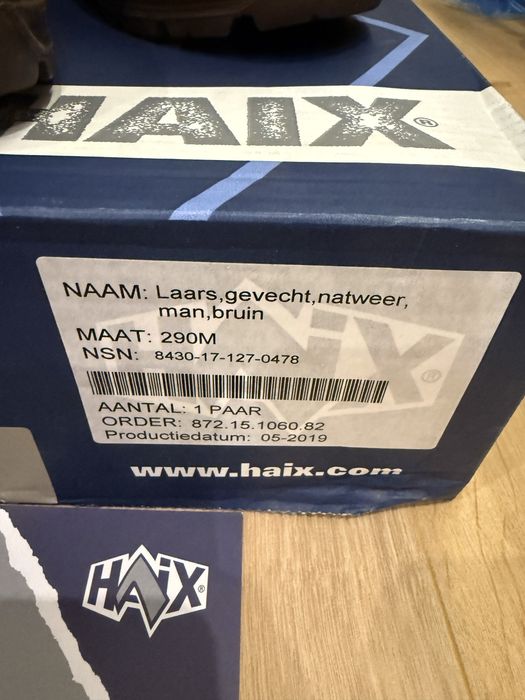 HAIX®
NAAM: Laars,gevecht,natweer,
man,bruin
MAAT: 290M
NSN: 8430-17-127-0478
AANTAL: 1 PAAR
ORDER: 872.15.1060.82
Productiedatum: 05-2019
HAIX®
www.haix.com
HAIX®